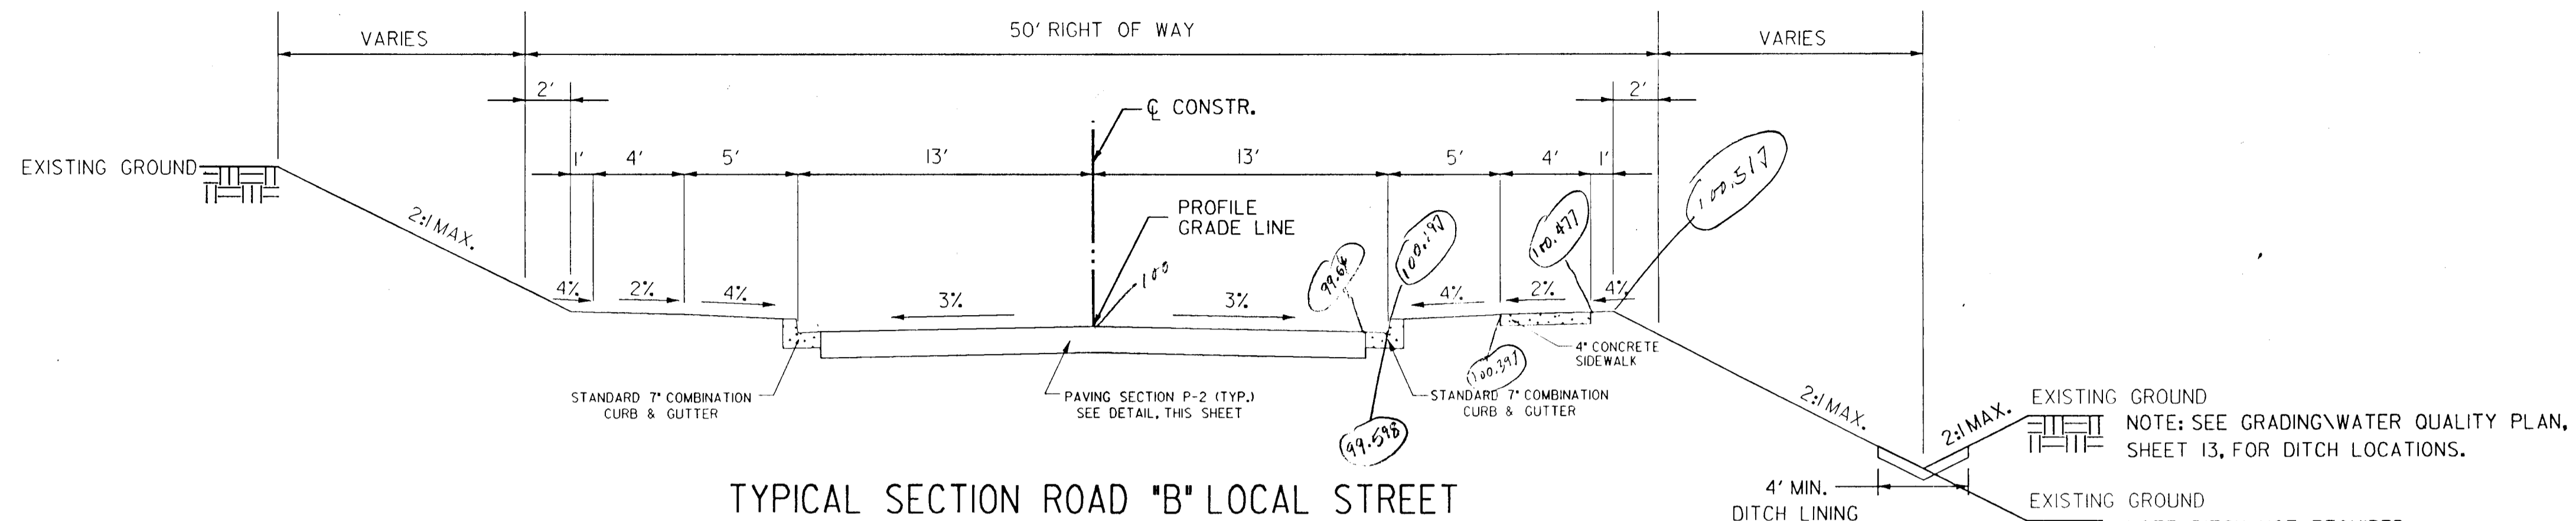 VARIES
50' RIGHT OF WAY
VARIES
2'
2'
℄ CONSTR.
1'
4'
5'
13'
13'
5'
4'
1'
EXISTING GROUND
2:1 MAX.
PROFILE
GRADE LINE
100
99.64
100.197
100.477
100.517
4%
2%
4%
3%
3%
4%
2%
4%
4" CONCRETE
SIDEWALK
100.397
STANDARD 7" COMBINATION
CURB & GUTTER
PAVING SECTION P-2 (TYP.)
SEE DETAIL, THIS SHEET
STANDARD 7" COMBINATION
CURB & GUTTER
99.598
2:1 MAX.
2:1 MAX.
EXISTING GROUND
NOTE: SEE GRADING\WATER QUALITY PLAN,
SHEET 13, FOR DITCH LOCATIONS.
TYPICAL SECTION ROAD "B" LOCAL STREET
4' MIN.
DITCH LINING
EXISTING GROUND